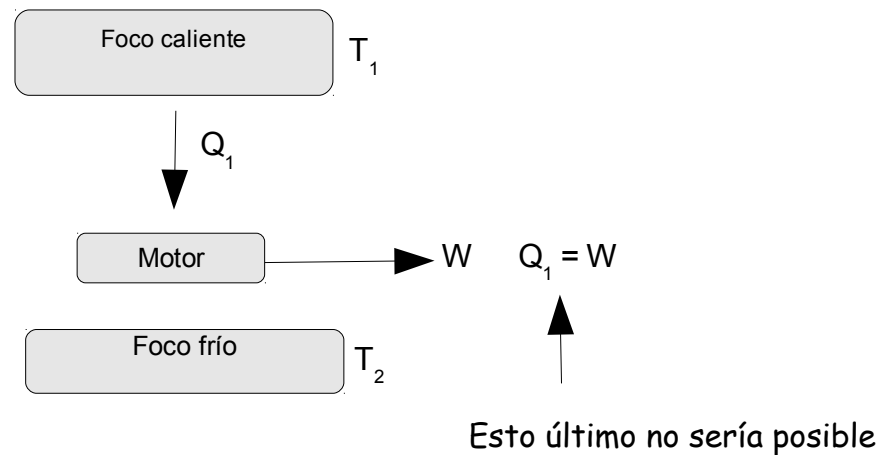 Foco caliente T₁
Q₁
Motor W Q₁ = W
Foco frío T₂
Esto último no sería posible